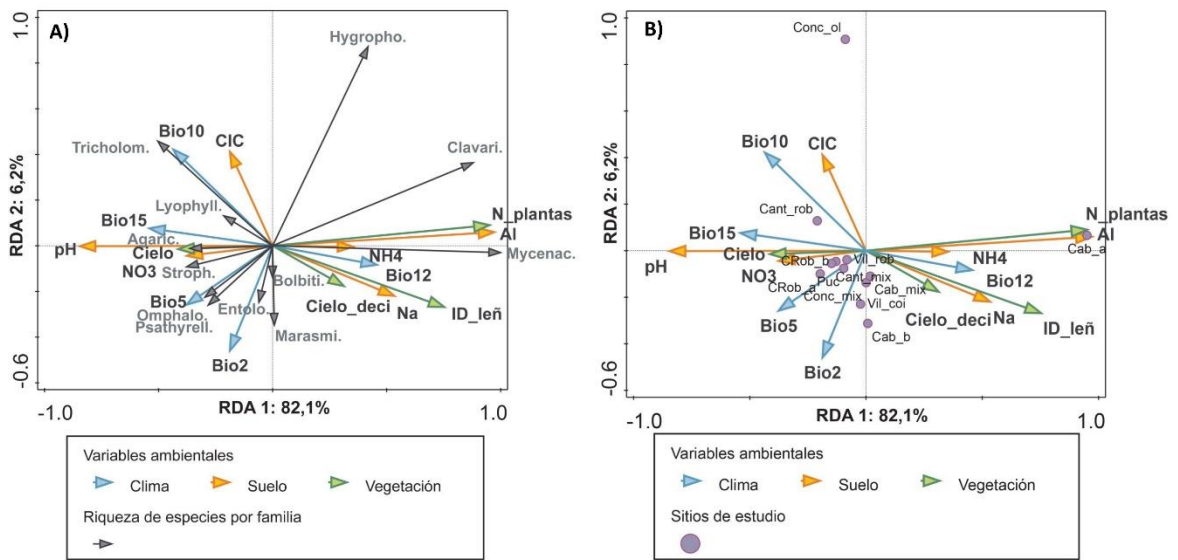 A)
1.0
RDA 2: 6,2%
-0.6
Hygropho.
Bio10
CIC
Tricholom.
Clavari.
Lyophyll.
N_plantas
Bio15
Al
Agaric.
pH
Cielo
NH4
Mycenac.
NO3
Stroph.
Bio12
Bolbiti.
Bio5
Entolo.
Cielo_deci
Na
ID_leñ
Omphalo.
Psathyrell.
Marasmi.
Bio2
-1.0
RDA 1: 82,1%
1.0
Variables ambientales
Clima
Suelo
Vegetación
Riqueza de especies por familia
B)
1.0
RDA 2: 6,2%
-0.6
Conc_ol
Bio10
CIC
Cant_rob
N_plantas
Bio15
Al
Cab_a
pH
Cielo
CRob_b
Vil_rob
NH4
NO3
Cant_mix
Bio12
CRob_a
Puc
Cab_mix
Conc_mix
Vil_coi
Bio5
Cielo_deci
Na
ID_leñ
Cab_b
Bio2
-1.0
RDA 1: 82,1%
1.0
Variables ambientales
Clima
Suelo
Vegetación
Sitios de estudio